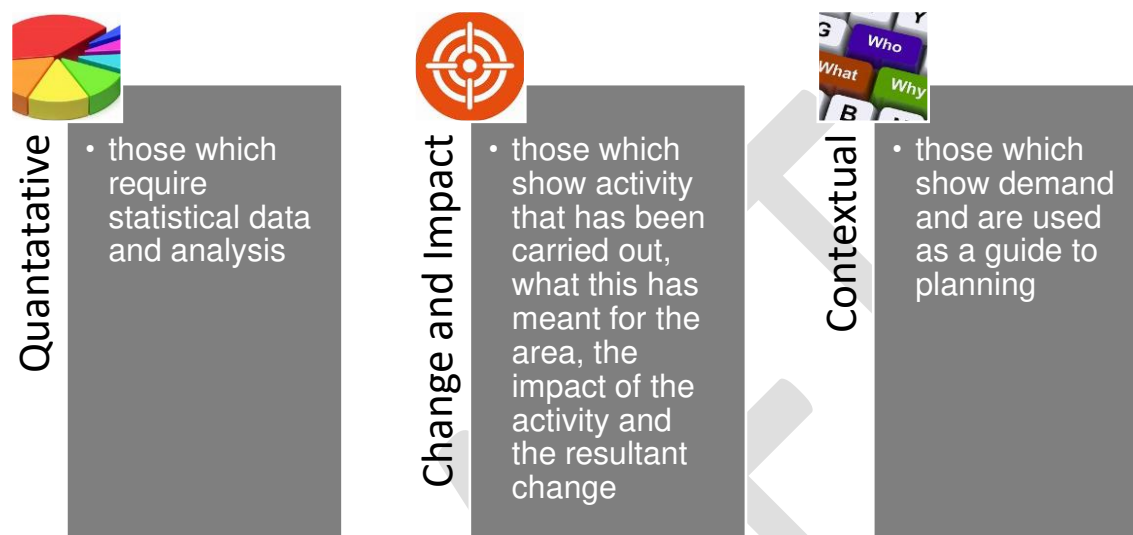 Quantatative
• those which
require
statistical data
and analysis
Change and Impact
• those which
show activity
that has been
carried out,
what this has
meant for the
area, the
impact of the
activity and
the resultant
change
G
Y
Who
What
Why
B
Contextual
• those which
show demand
and are used
as a guide to
planning